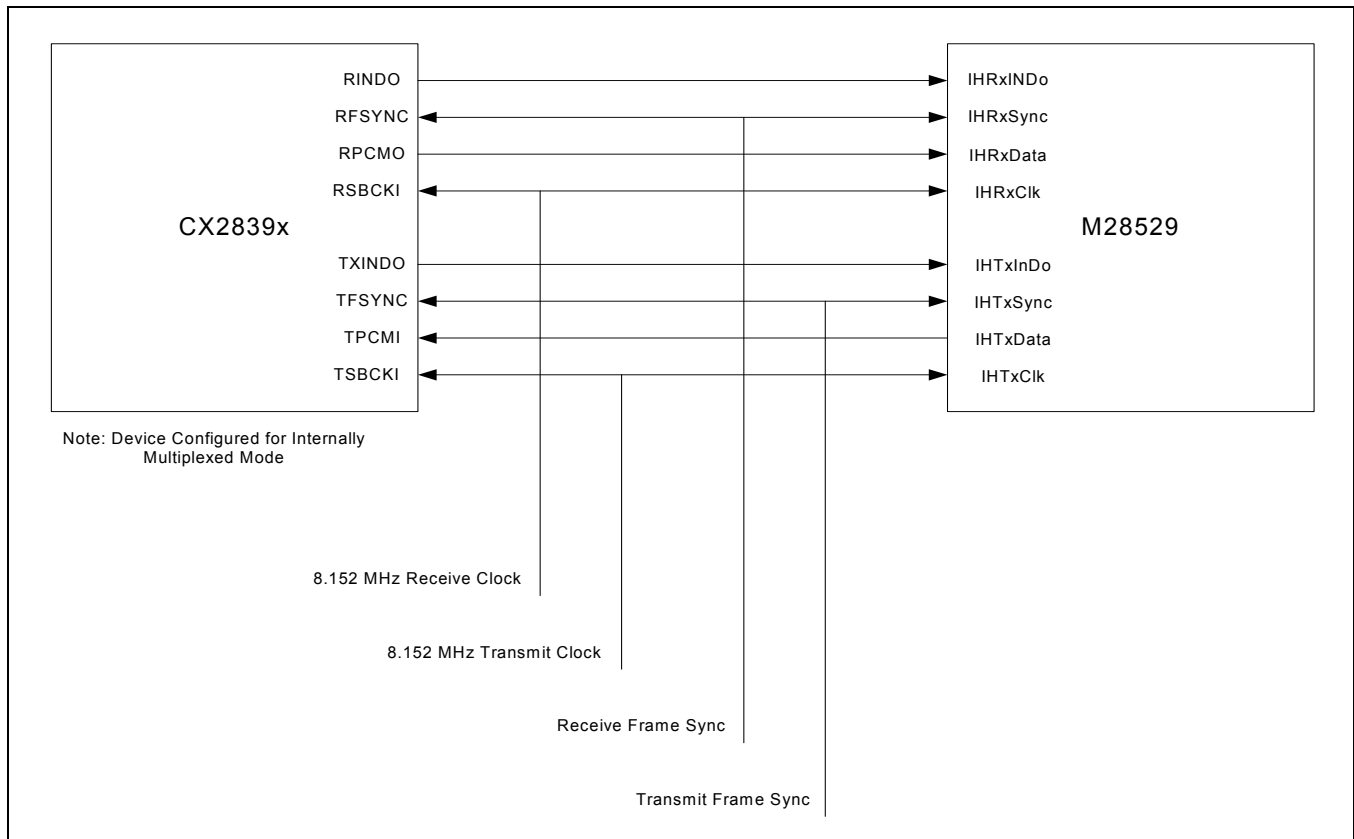 RINDO
RFSYNC
RPCMO
RSBCKI
CX2839x
TXINDO
TFSYNC
TPCMI
TSBCKI
IHRxINDo
IHRxSync
IHRxData
IHRxClk
M28529
IHTxInDo
IHTxSync
IHTxData
IHTxClk
Note: Device Configured for Internally
Multiplexed Mode
8.152 MHz Receive Clock
8.152 MHz Transmit Clock
Receive Frame Sync
Transmit Frame Sync